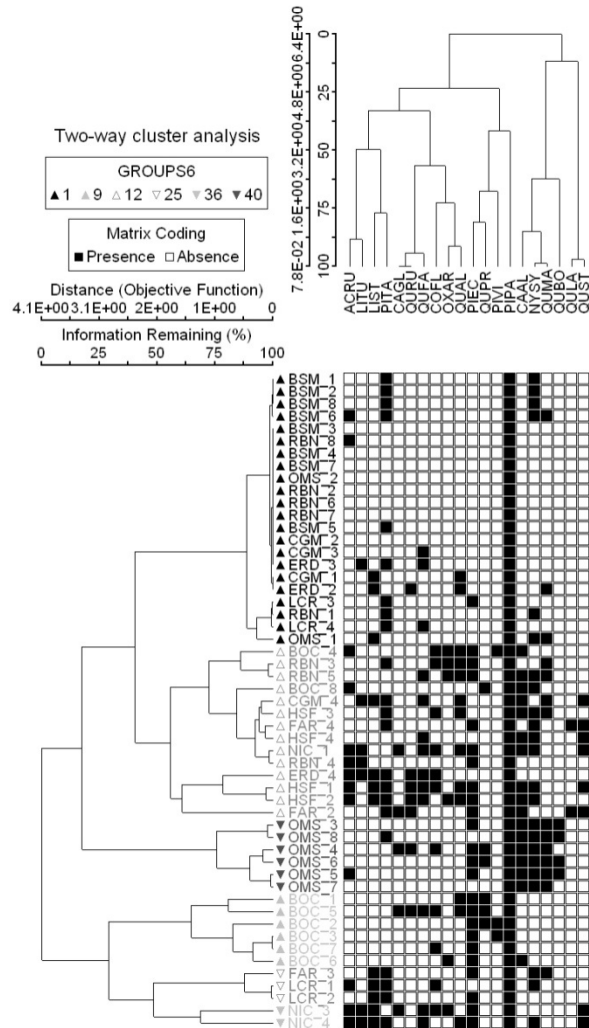 7.8E-02 1.6E+00 3.2E+00 4.8E+00 6.4E+00
0
25
50
75
100
Two-way cluster analysis
GROUPS6
▲ 1 ▲ 9 △ 12 ▽ 25 ▼ 36 ▼ 40
Matrix Coding
■ Presence □ Absence
ACRU LITU LIST PITA CAGL QURU QUFA COFL OXAR QUAL PIEC QUPR PIVI PIPA CAAL NYSY QUMA QUBO QULA QUST
Distance (Objective Function)
4.1E+00 3.1E+00 2E+00 1E+00 0
Information Remaining (%)
0 25 50 75 100
BSM_1
BSM_2
BSM_8
BSM_6
BSM_3
RBN_8
BSM_4
BSM_7
OMS_2
RBN_2
RBN_6
RBN_7
BSM_5
CGM_2
CGM_3
ERD_3
CGM_1
ERD_2
LCR_3
RBN_1
LCR_4
OMS_1
BOC_4
RBN_3
RBN_5
BOC_8
CGM_4
HSF_3
FAR_4
HSF_4
NIC_1
RBN_4
ERD_4
HSF_1
HSF_2
FAR_2
OMS_3
OMS_8
OMS_4
OMS_6
OMS_5
OMS_7
BOC_1
BOC_5
BOC_2
BOC_3
BOC_7
BOC_6
FAR_3
LCR_1
LCR_2
NIC_3
NIC_4